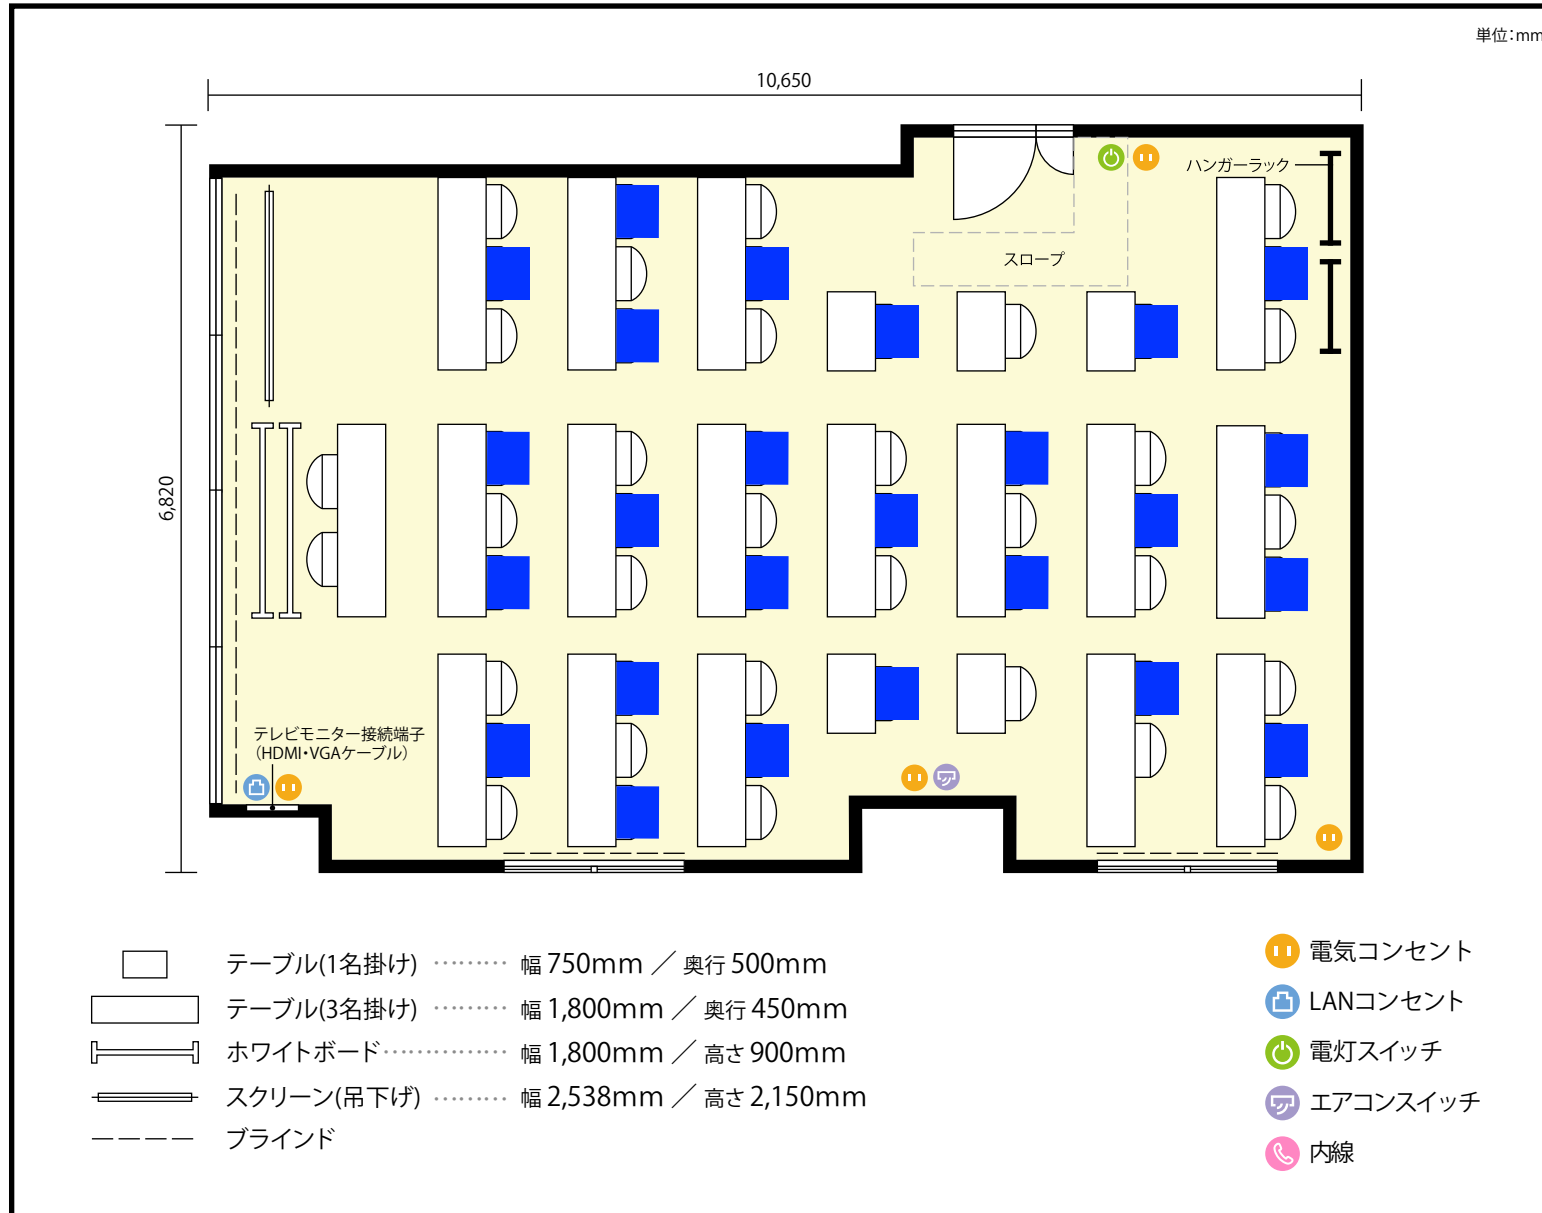 単位：mm
10,650
6,820
ハンガーラック
スロープ
テレビモニター接続端子
（HDMI・VGAケーブル）
テーブル(1名掛け) ……… 幅 750mm ／ 奥行 500mm
テーブル(3名掛け) ……… 幅 1,800mm ／ 奥行 450mm
ホワイトボード…………… 幅 1,800mm ／ 高さ 900mm
スクリーン(吊下げ) ……… 幅 2,538mm ／ 高さ 2,150mm
ブラインド
電気コンセント
LANコンセント
電灯スイッチ
エアコンスイッチ
内線